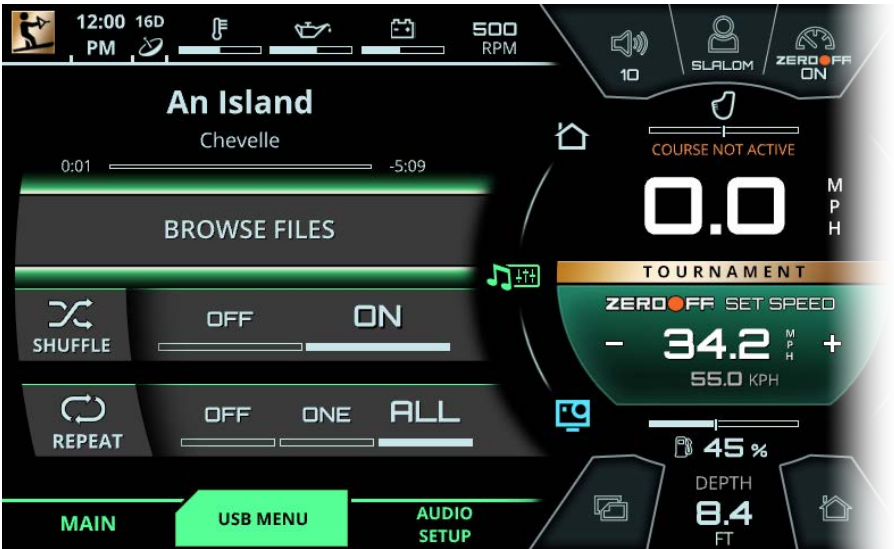 12:00 16D
PM
500
RPM
10
SLALOM
ZEROOFF
ON
An Island
Chevelle
0:01 -5:09
COURSE NOT ACTIVE
0.0 MPH
BROWSE FILES
TOURNAMENT
ZEROOFF SET SPEED
- 34.2 MPH +
55.0 KPH
SHUFFLE
OFF ON
REPEAT
OFF ONE ALL
45 %
DEPTH
8.4
FT
MAIN
USB MENU
AUDIO
SETUP